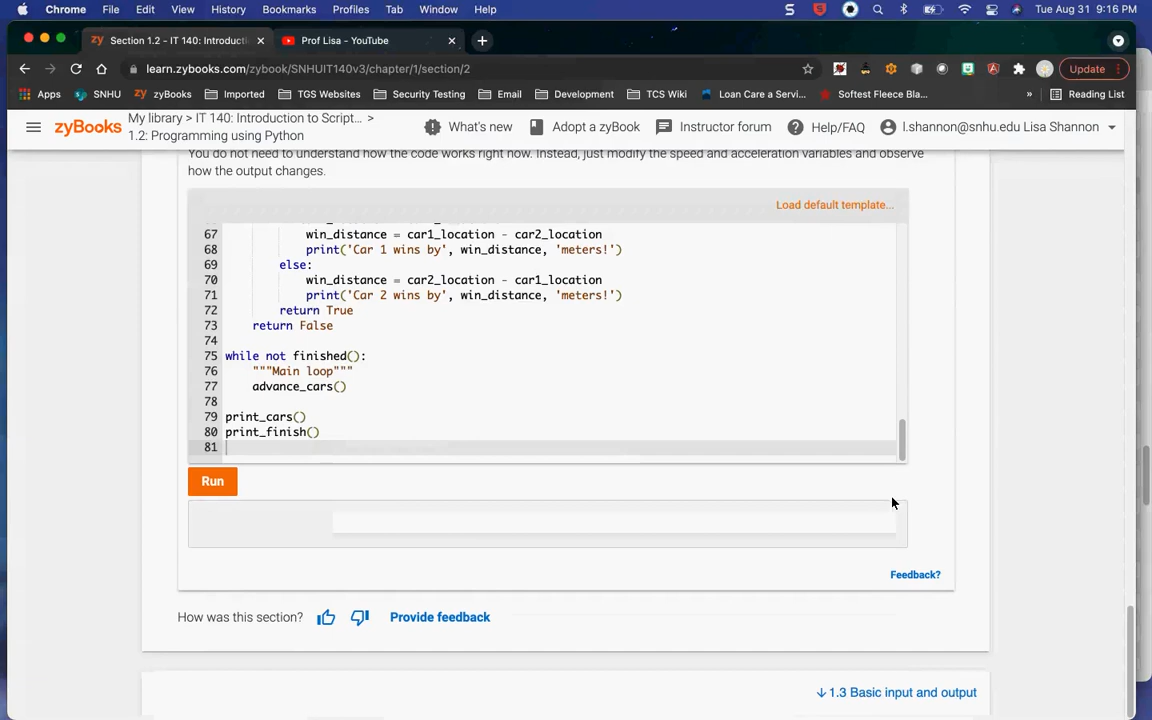 Chrome File Edit View History Bookmarks Profiles Tab Window Help Tue Aug 31 9:16 PM
zy Section 1.2 - IT 140: Introducti Prof Lisa - YouTube
learn.zybooks.com/zybook/SNHUIT140v3/chapter/1/section/2 Update
Apps SNHU zy zyBooks Imported TGS Websites Security Testing Email Development TCS Wiki Loan Care a Servi... Softest Fleece Bla... » Reading List
zyBooks My library > IT 140: Introduction to Script... > What's new Adopt a zyBook Instructor forum Help/FAQ l.shannon@snhu.edu Lisa Shannon
1.2: Programming using Python
You do not need to understand how the code works right now. Instead, just modify the speed and acceleration variables and observe
how the output changes.
Load default template...
67 win_distance = car1_location - car2_location
68 print('Car 1 wins by', win_distance, 'meters!')
69 else:
70 win_distance = car2_location - car1_location
71 print('Car 2 wins by', win_distance, 'meters!')
72 return True
73 return False
74
75 while not finished():
76 """Main loop"""
77 advance_cars()
78
79 print_cars()
80 print_finish()
81
Run
Feedback?
How was this section? Provide feedback
↓ 1.3 Basic input and output